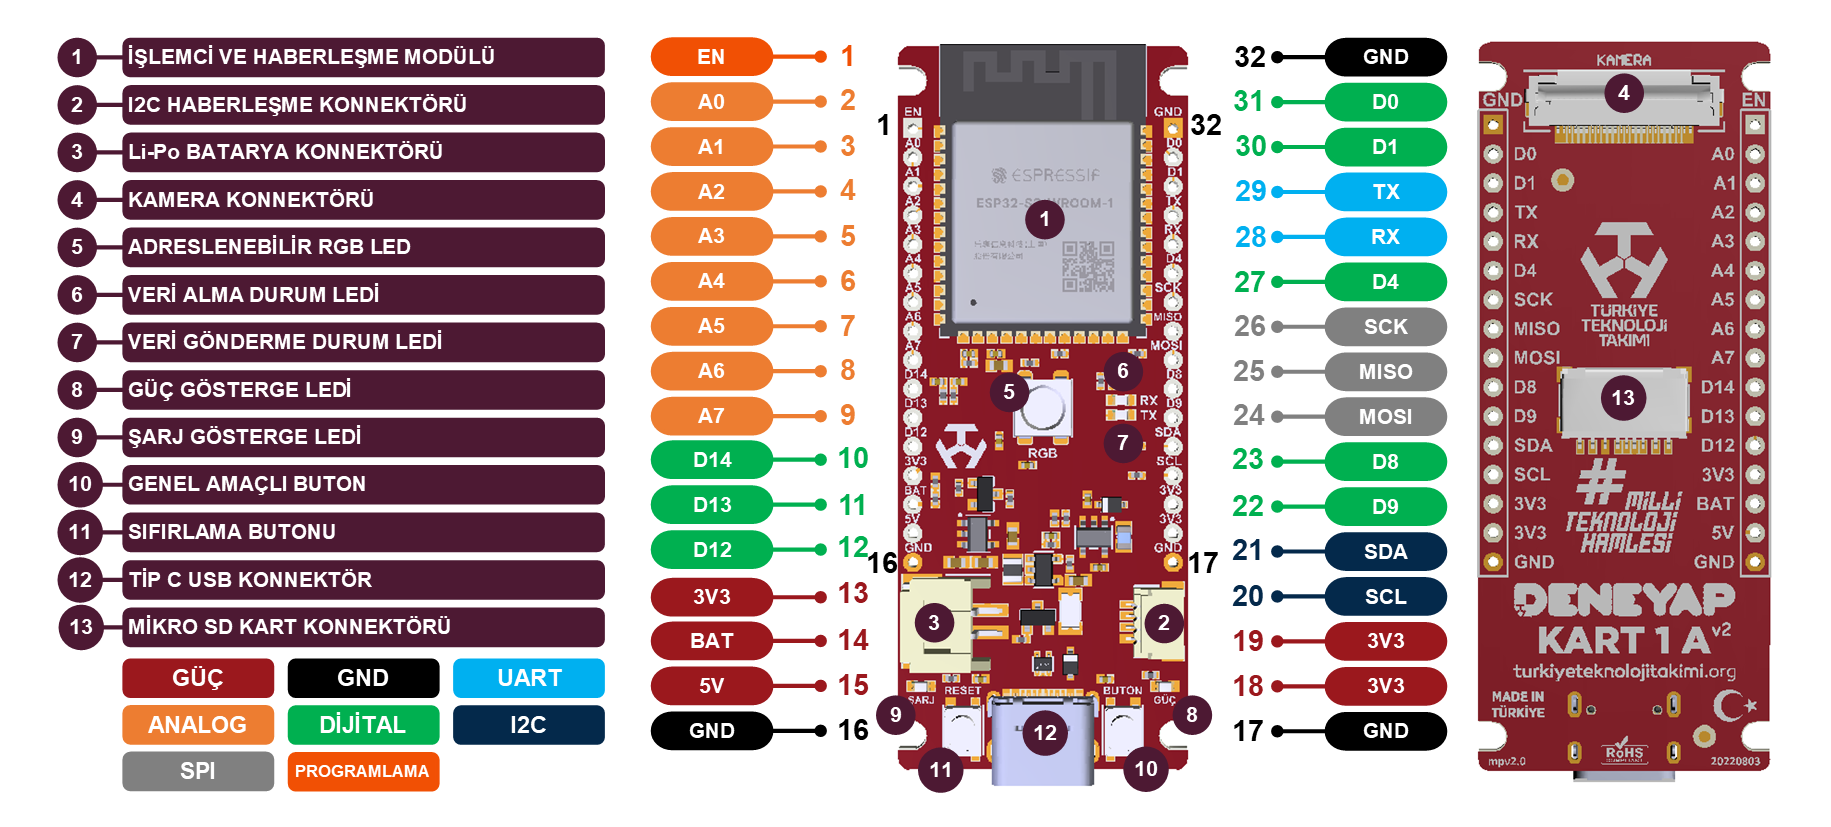 1 İŞLEMCİ VE HABERLEŞME MODÜLÜ
2 I2C HABERLEŞME KONNEKTÖRÜ
3 Li-Po BATARYA KONNEKTÖRÜ
4 KAMERA KONNEKTÖRÜ
5 ADRESLENEBİLİR RGB LED
6 VERİ ALMA DURUM LEDİ
7 VERİ GÖNDERME DURUM LEDİ
8 GÜÇ GÖSTERGE LEDİ
9 ŞARJ GÖSTERGE LEDİ
10 GENEL AMAÇLI BUTON
11 SIFIRLAMA BUTONU
12 TİP C USB KONNEKTÖR
13 MİKRO SD KART KONNEKTÖRÜ
GÜÇ GND UART
ANALOG DİJİTAL I2C
SPI PROGRAMLAMA
EN 1
A0 2
A1 3
A2 4
A3 5
A4 6
A5 7
A6 8
A7 9
D14 10
D13 11
D12 12
3V3 13
BAT 14
5V 15
GND 16
1 32
EN GND
A0 D0
A1 D1
A2 TX
A3 RX
A4 D4
A5 SCK
A6 MISO
A7 MOSI
D14 D8
D13 D9
D12 SDA
3V3 SCL
BAT 3V3
5V 3V3
GND GND
16 17
ESPRESSIF
1
6
5
RX
TX
7
RGB
3
2
RESET BUTON
ŞARJ GÜÇ
9
8
12
11
10
32 GND
31 D0
30 D1
29 TX
28 RX
27 D4
26 SCK
25 MISO
24 MOSI
23 D8
22 D9
21 SDA
20 SCL
19 3V3
18 3V3
17 GND
KAMERA
4
GND EN
D0 A0
D1 A1
TX A2
RX A3
D4 A4
SCK A5
MISO A6
MOSI A7
D8 D14
D9 D13
SDA D12
SCL 3V3
3V3 BAT
3V3 5V
GND GND
TÜRKİYE
TEKNOLOJİ
TAKIMI
13
#
MİLLİ
TEKNOLOJİ
HAMLESİ
DENEYAP
KART 1 A v2
turkiyeteknolojitakimi.org
MADE IN
TÜRKİYE
RoHS
mpv2.0
20220803